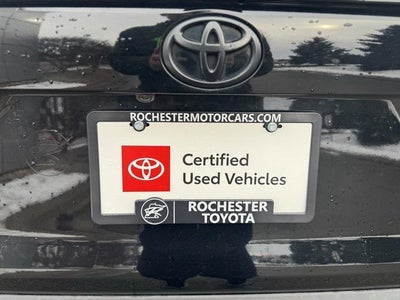 ROCHESTERMOTORCARS.COM
Certified
Used Vehicles
ROCHESTER
TOYOTA